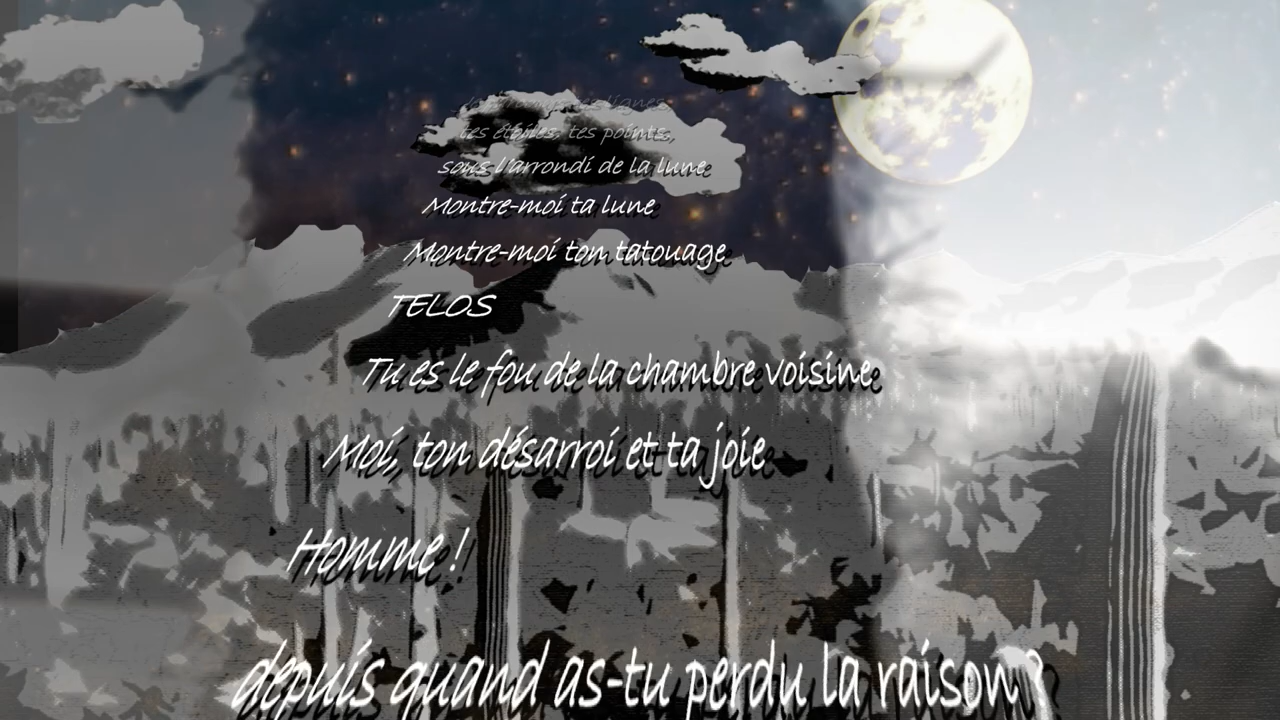 tes étoiles, tes points,
sous l'arrondi de la lune
Montre-moi ta lune
Montre-moi ton tatouage
TELOS
Tu es le fou de la chambre voisine
Moi, ton désarroi et ta joie
Homme !
depuis quand as-tu perdu la raison ?